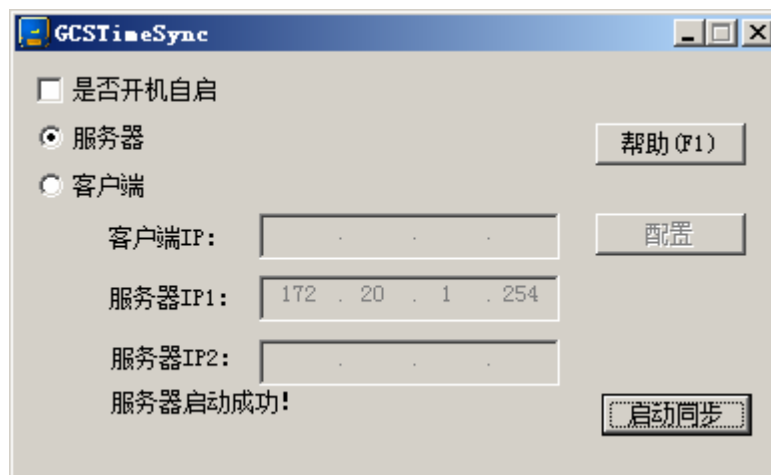 GCSTimeSync
是否开机自启
服务器
帮助(F1)
客户端
客户端IP: . . .
配置
服务器IP1: 172 . 20 . 1 . 254
服务器IP2: . . .
服务器启动成功!
启动同步